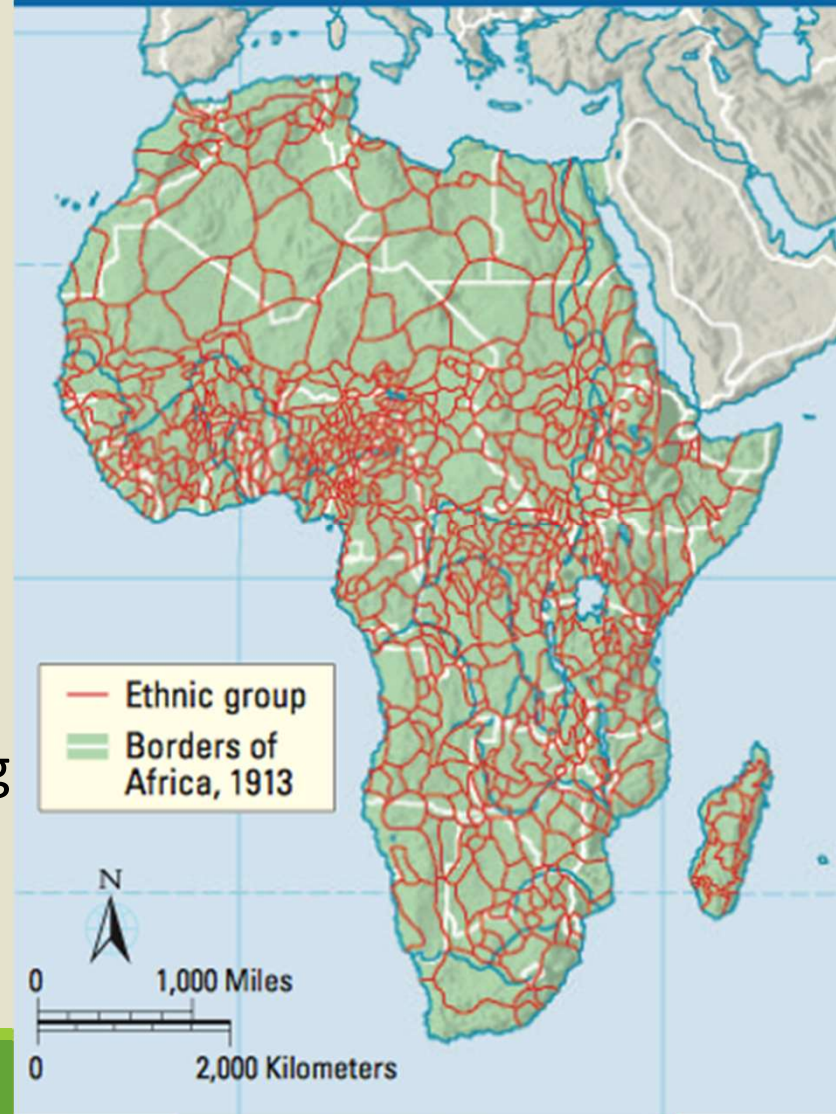 g
Ethnic group
Borders of
Africa, 1913
N
0 1,000 Miles
0 2,000 Kilometers